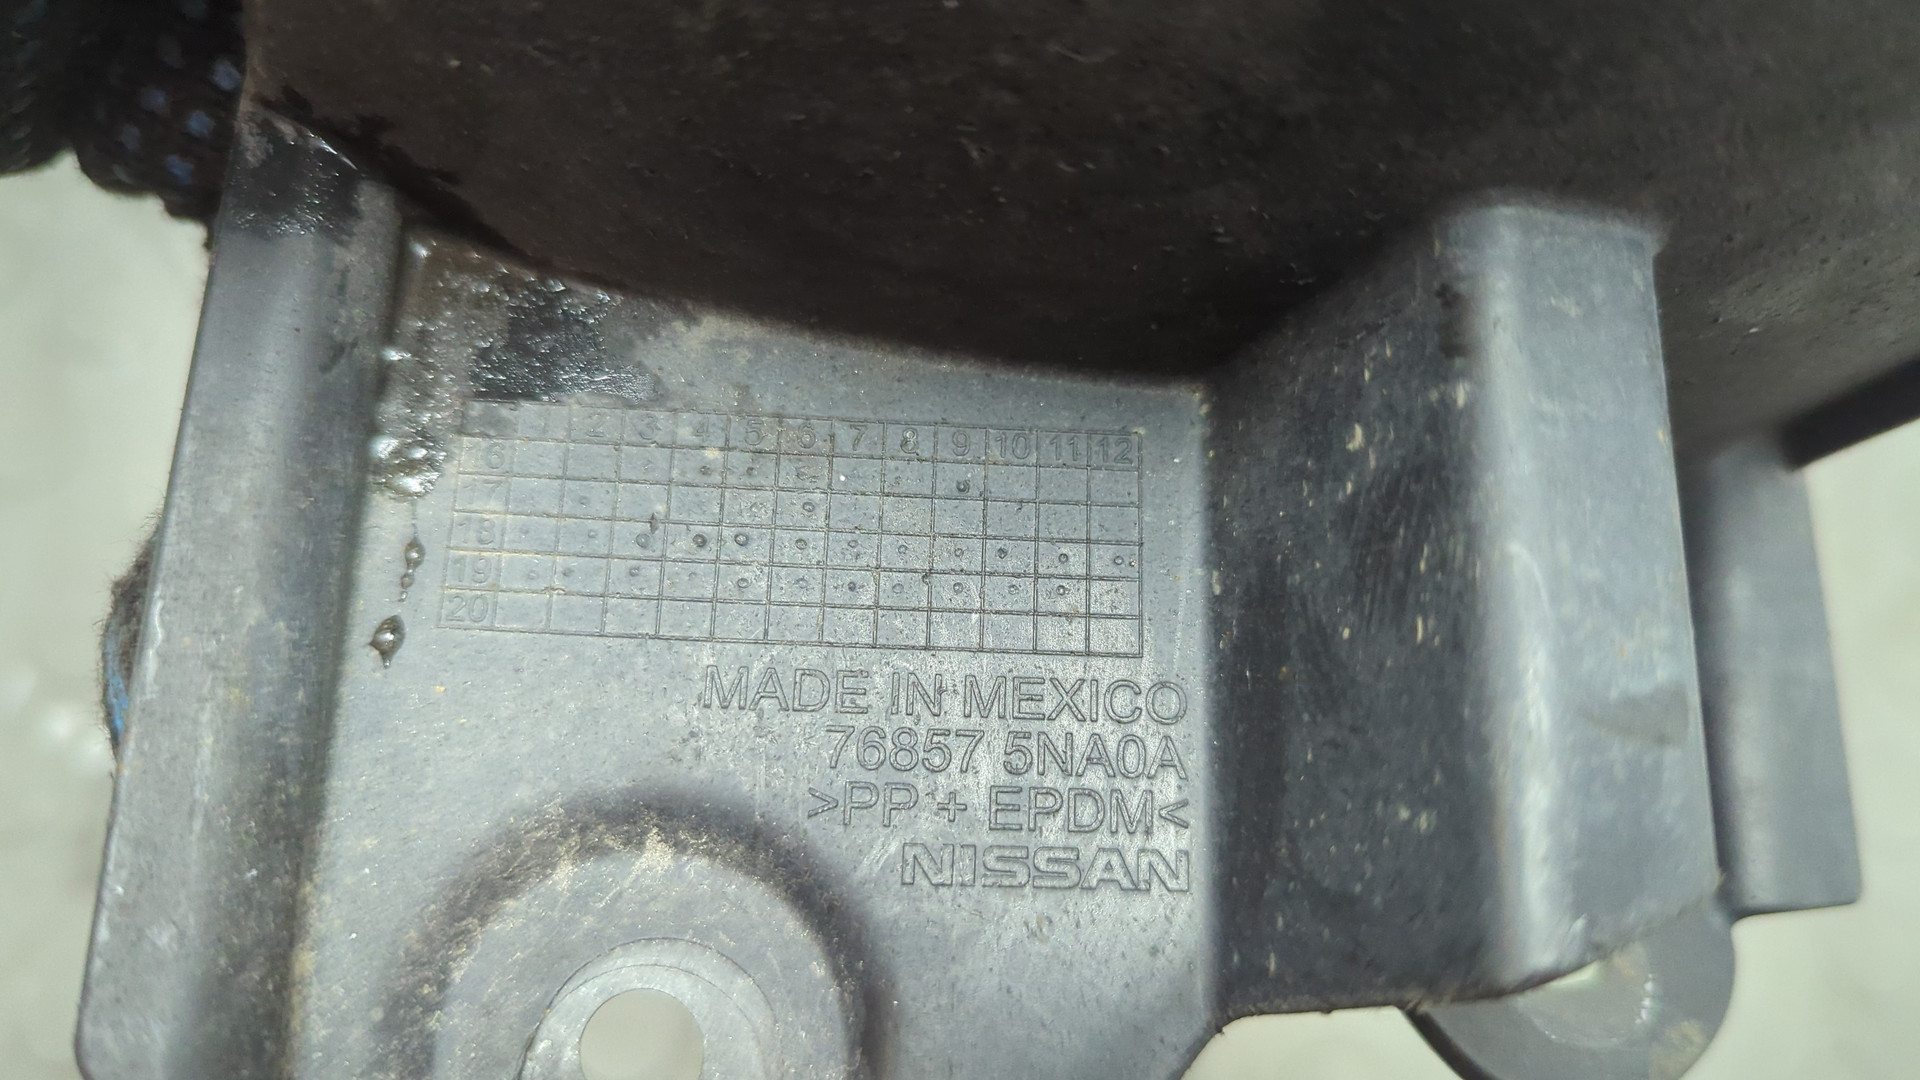 1 2 3 4 5 6 7 8 9 10 11 12
16
17
18
19
20
MADE IN MEXICO
76857 5NA0A
>PP + EPDM<
NISSAN